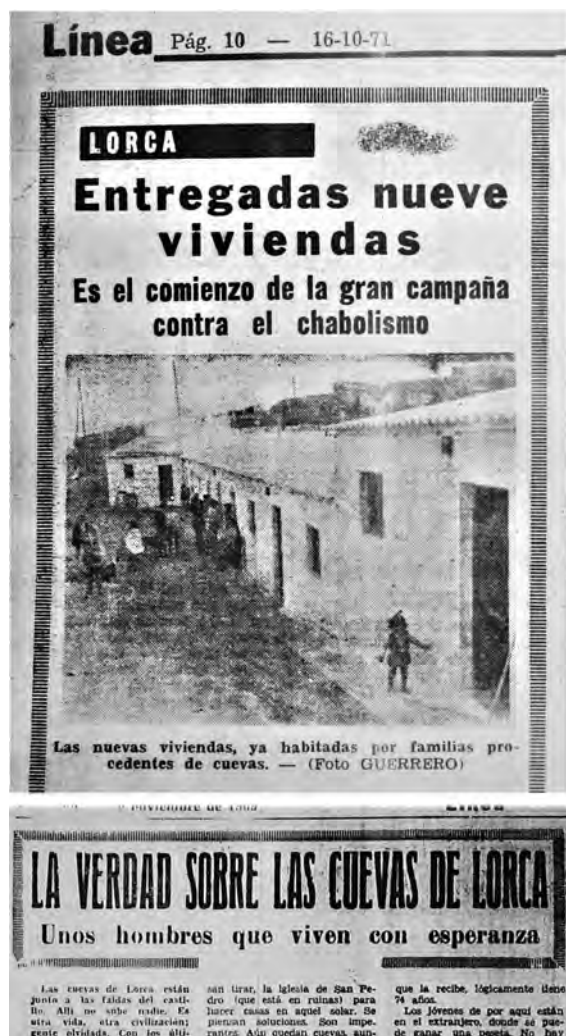 Línea Pág. 10 — 16-10-71
LORCA
Entregadas nueve
viviendas
Es el comienzo de la gran campaña
contra el chabolismo
Las nuevas viviendas, ya habitadas por familias pro-
cedentes de cuevas. — (Foto GUERRERO)
noviembre de
LA VERDAD SOBRE LAS CUEVAS DE LORCA
Unos hombres que viven con esperanza
Las cuevas de Lorca están
junto a las faldas del casti-
llo. Allí no sube nadie. Es
otra vida, otra civilización;
gente olvidada. Con los últi-
san tirar, la iglesia de San Pe-
dro (que está en ruinas) para
hacer casas en aquel solar. Se
piensan soluciones. Son impe-
rantes. Aún quedan cuevas, aun-
que la recibe, lógicamente tiene
74 años.
Los jóvenes de por aquí están
en el extranjero, donde se pue-
de ganar una peseta. No hay